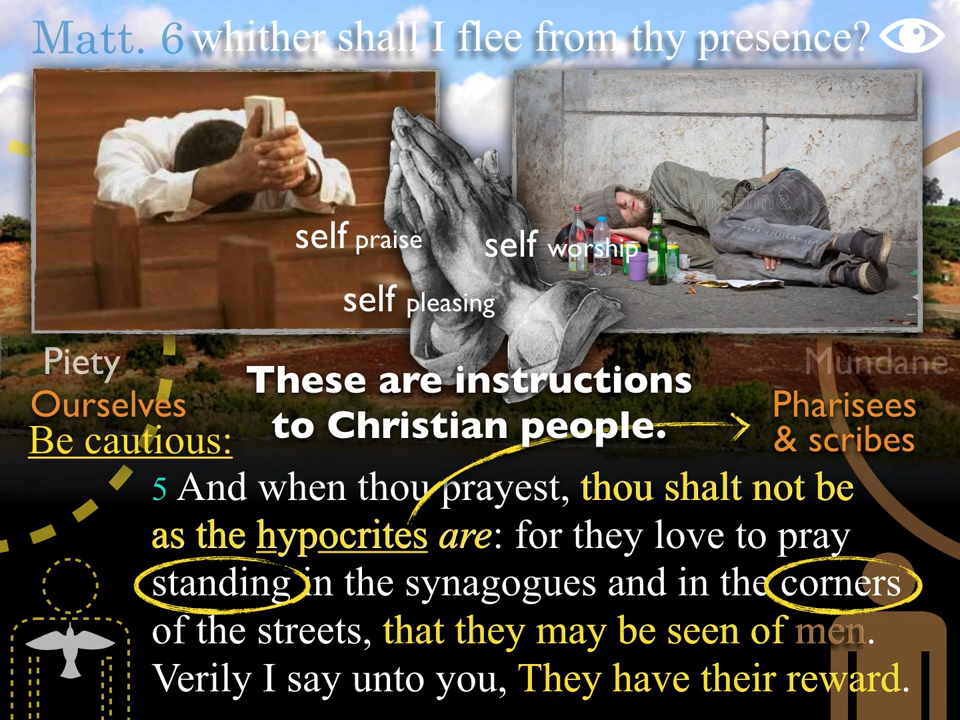 Matt. 6 whither shall I flee from thy presence?
self praise
self worship
self pleasing
Piety
Mundane
Ourselves
Pharisees
& scribes
Be cautious:
These are instructions
to Christian people.
5 And when thou prayest, thou shalt not be
as the hypocrites are: for they love to pray
standing in the synagogues and in the corners
of the streets, that they may be seen of men.
Verily I say unto you, They have their reward.